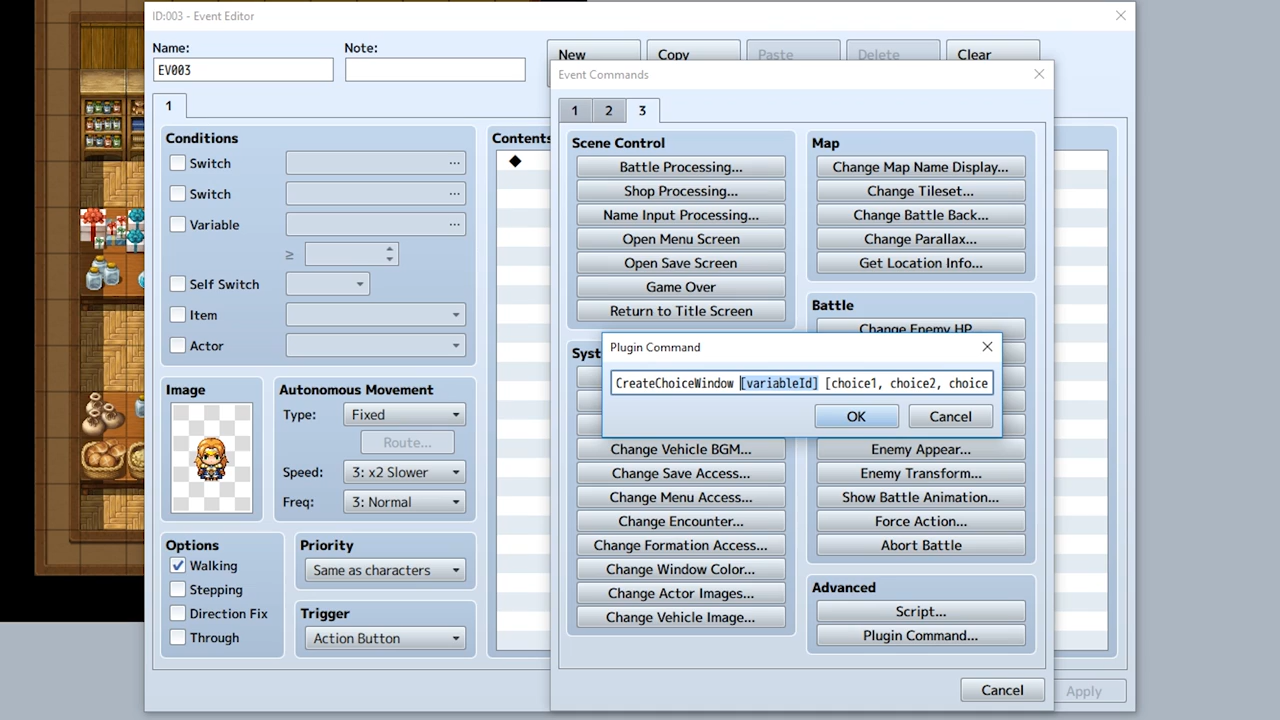 ID:003 - Event Editor
Name:
Note:
EV003
New
Copy
Paste
Delete
Clear
1
Conditions
Switch
...
Switch
...
Variable
...
≥
Self Switch
Item
Actor
Image
Autonomous Movement
Type:
Fixed
Route...
Speed:
3: x2 Slower
Freq:
3: Normal
Options
Walking
Stepping
Direction Fix
Through
Priority
Same as characters
Trigger
Action Button
Contents
◆
Event Commands
1
2
3
Scene Control
Battle Processing...
Shop Processing...
Name Input Processing...
Open Menu Screen
Open Save Screen
Game Over
Return to Title Screen
Change Vehicle BGM...
Change Save Access...
Change Menu Access...
Change Encounter...
Change Formation Access...
Change Window Color...
Change Actor Images...
Change Vehicle Image...
Map
Change Map Name Display...
Change Tileset...
Change Battle Back...
Change Parallax...
Get Location Info...
Battle
Change Enemy HP
Enemy Appear...
Enemy Transform...
Show Battle Animation...
Force Action...
Abort Battle
Advanced
Script...
Plugin Command...
Plugin Command
CreateChoiceWindow [variableId] [choice1, choice2, choice
OK
Cancel
Cancel
Apply